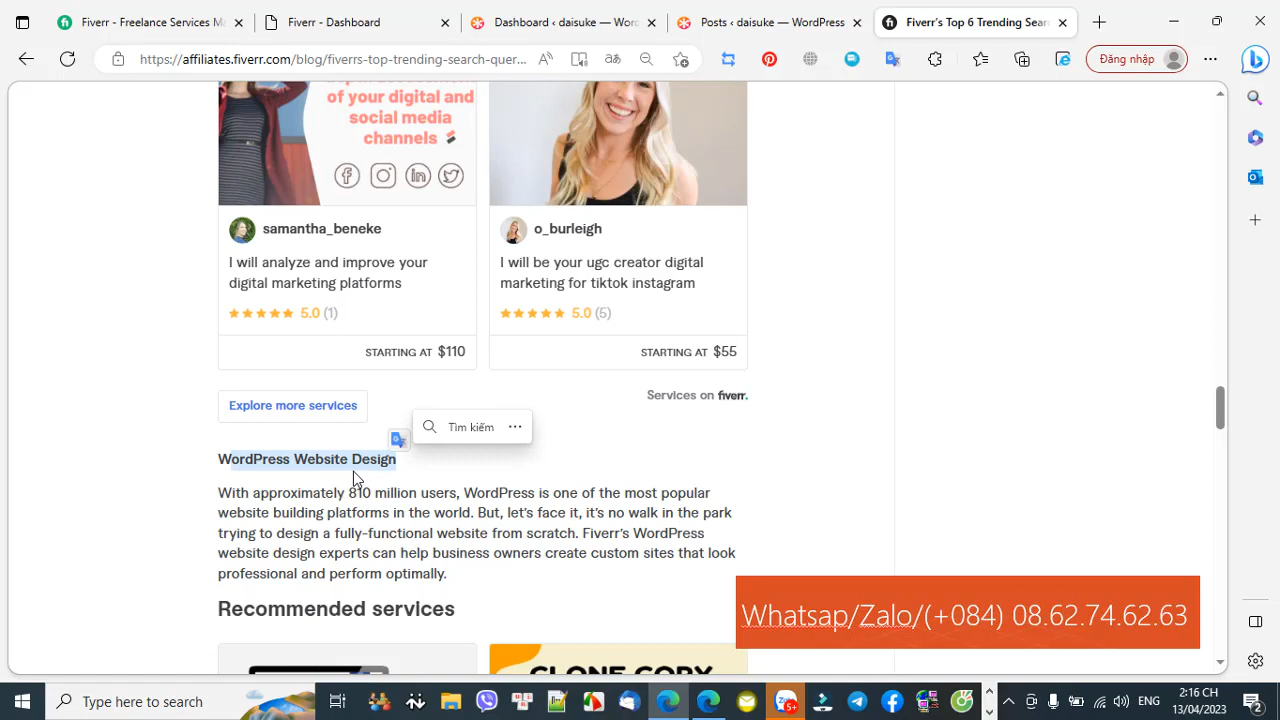 Fiverr - Freelance Services Ma
Fiverr - Dashboard
Dashboard ‹ daisuke — Word
Posts ‹ daisuke — WordPress
Fiverr's Top 6 Trending Sear
https://affiliates.fiverr.com/blog/fiverrs-top-trending-search-quer...
Đăng nhập
of your digital and
social media
channels
samantha_beneke
I will analyze and improve your
digital marketing platforms
5.0 (1)
STARTING AT $110
o_burleigh
I will be your ugc creator digital
marketing for tiktok instagram
5.0 (5)
STARTING AT $55
Explore more services
Services on fiverr.
Tìm kiếm
WordPress Website Design
With approximately 810 million users, WordPress is one of the most popular
website building platforms in the world. But, let's face it, it's no walk in the park
trying to design a fully-functional website from scratch. Fiverr's WordPress
website design experts can help business owners create custom sites that look
professional and perform optimally.
Recommended services
CLONE COPY
Whatsap/Zalo/(+084) 08.62.74.62.63
Type here to search
5+
ENG
2:16 CH
13/04/2023
2